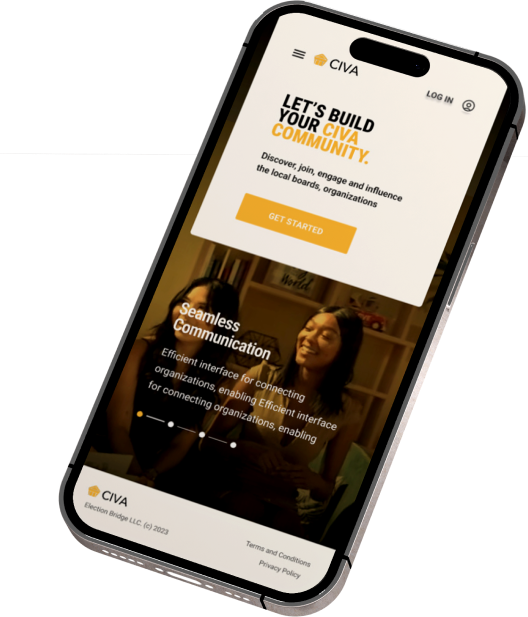 CIVA
LOG IN
LET'S BUILD
YOUR CIVA
COMMUNITY.
Discover, join, engage and influence
the local boards, organizations
GET STARTED
World
Seamless
Communication
Efficient interface for connecting
organizations, enabling Efficient interface
for connecting organizations, enabling
CIVA
Election Bridge LLC. (c) 2023
Terms and Conditions
Privacy Policy